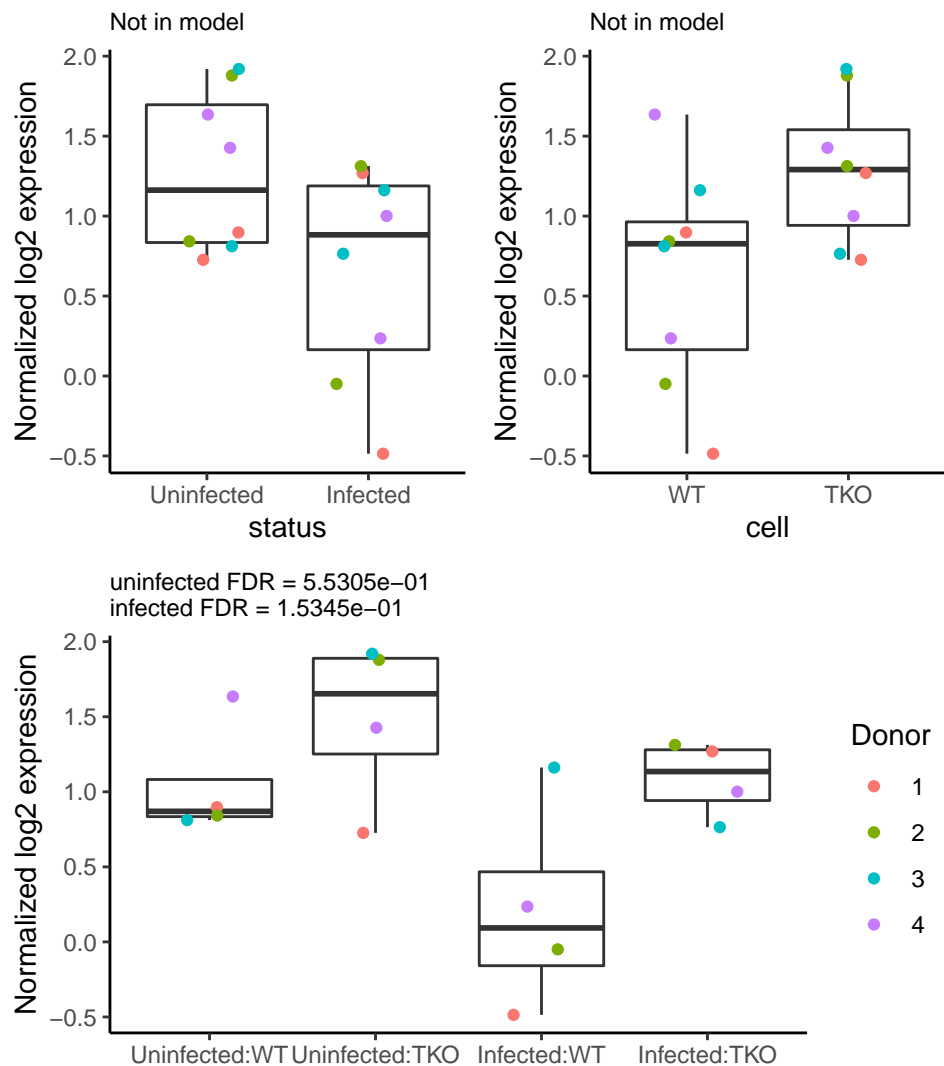 Not in model
Normalized log2 expression
2.0
1.5
1.0
0.5
0.0
−0.5
Uninfected Infected
status
Not in model
Normalized log2 expression
2.0
1.5
1.0
0.5
0.0
−0.5
WT TKO
cell
uninfected FDR = 5.5305e−01
infected FDR = 1.5345e−01
Normalized log2 expression
2.0
1.5
1.0
0.5
0.0
−0.5
Uninfected:WT Uninfected:TKO Infected:WT Infected:TKO
Donor
1
2
3
4